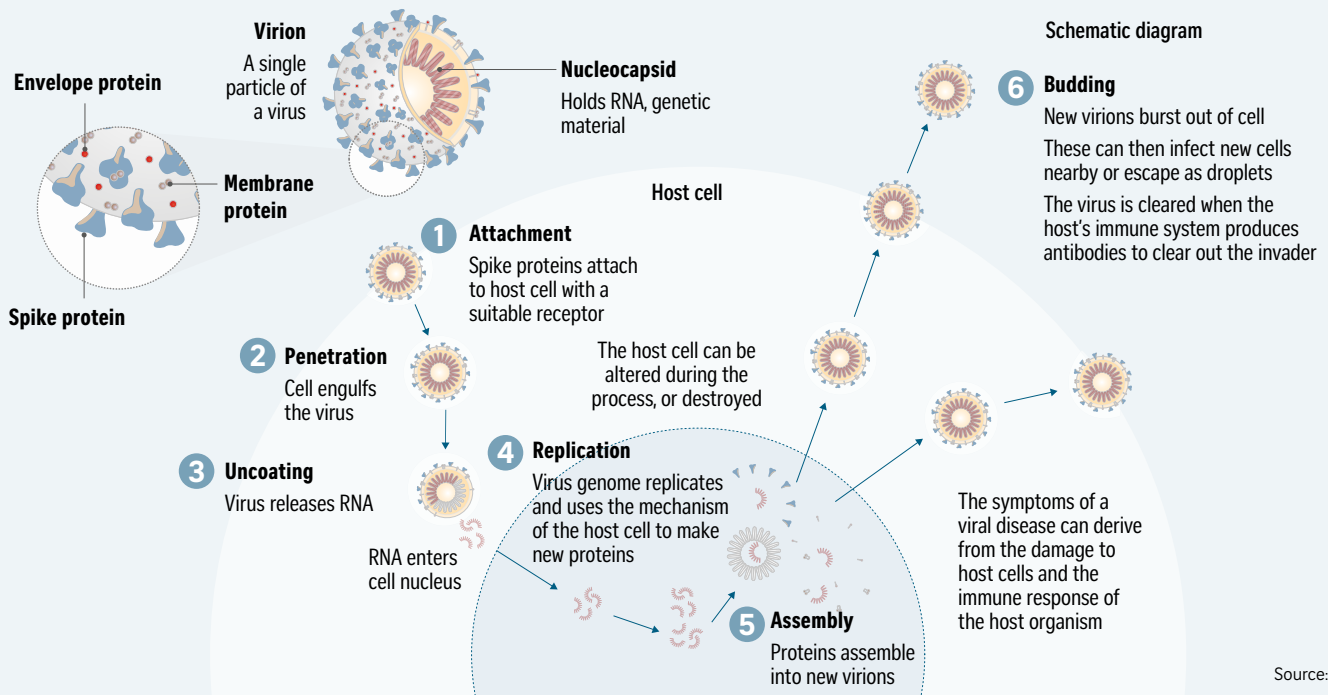 Virion
A single
particle of
a virus
Nucleocapsid
Holds RNA, genetic
material
Envelope protein
Membrane
protein
Spike protein
Schematic diagram
Host cell
1
Attachment
Spike proteins attach
to host cell with a
suitable receptor
2
Penetration
Cell engulfs
the virus
3
Uncoating
Virus releases RNA
RNA enters
cell nucleus
4
Replication
Virus genome replicates
and uses the mechanism
of the host cell to make
new proteins
The host cell can be
altered during the
process, or destroyed
5
Assembly
Proteins assemble
into new virions
6
Budding
New virions burst out of cell
These can then infect new cells
nearby or escape as droplets
The virus is cleared when the
host's immune system produces
antibodies to clear out the invader
The symptoms of a
viral disease can derive
from the damage to
host cells and the
immune response of
the host organism
Source: